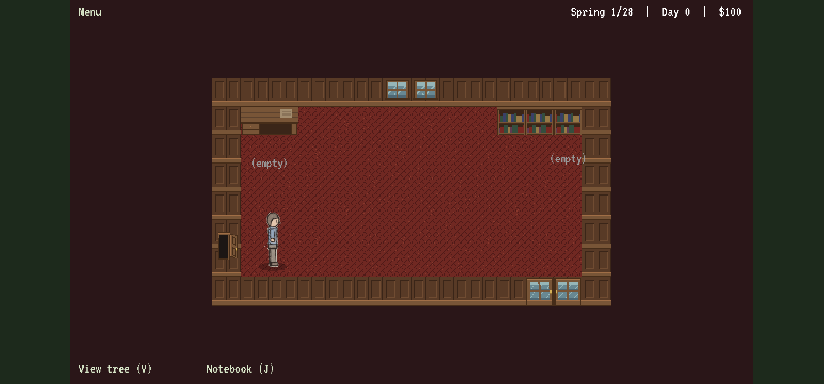 Menu
Spring 1/28 | Day 0 | $100
(empty)
(empty)
View tree (V)
Notebook (J)